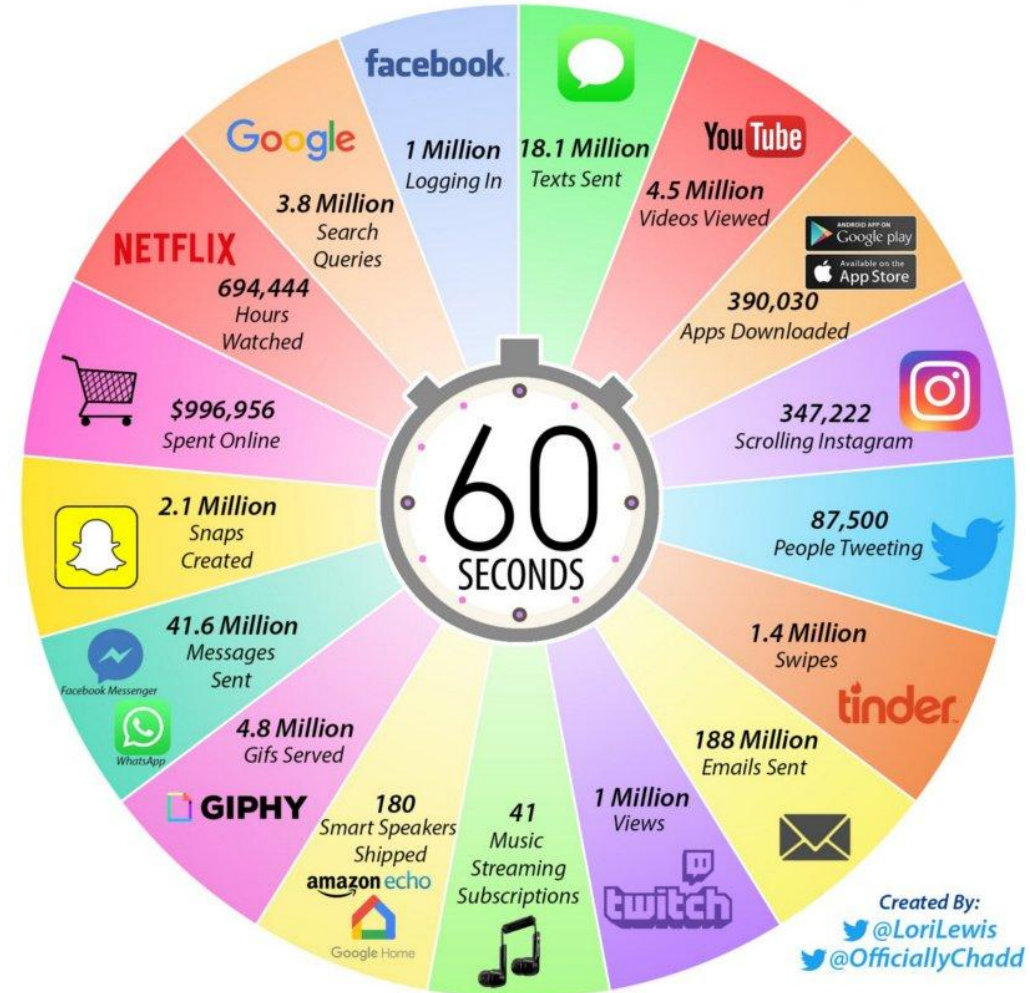 facebook
1 Million
Logging In
18.1 Million
Texts Sent
You Tube
4.5 Million
Videos Viewed
ANDROID APP ON
Google play
Available on the
App Store
390,030
Apps Downloaded
347,222
Scrolling Instagram
87,500
People Tweeting
1.4 Million
Swipes
tinder
188 Million
Emails Sent
1 Million
Views
twitch
41
Music
Streaming
Subscriptions
180
Smart Speakers
Shipped
amazon echo
Google Home
4.8 Million
Gifs Served
GIPHY
41.6 Million
Messages
Sent
Facebook Messenger
WhatsApp
2.1 Million
Snaps
Created
$996,956
Spent Online
NETFLIX
694,444
Hours
Watched
Google
3.8 Million
Search
Queries
60
SECONDS
Created By:
@LoriLewis
@OfficiallyChadd